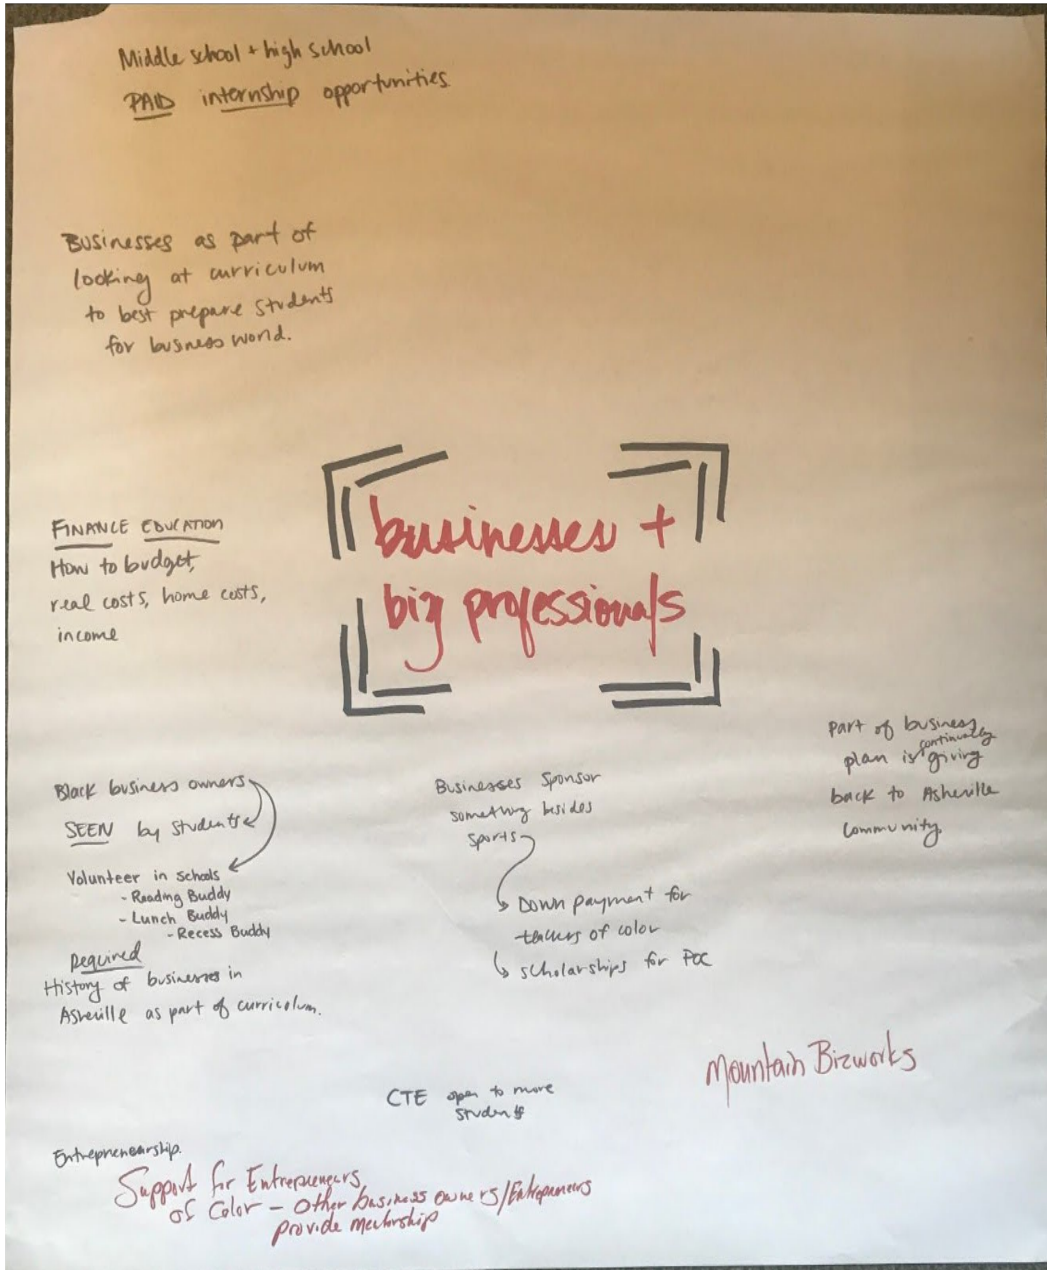 Middle school + high school
PAID internship opportunities
Businesses as part of
looking at curriculum
to best prepare students
for business world.
businesses +
biz professionals
FINANCE EDUCATION
How to budget,
real costs, home costs,
income
part of business
continually
plan is giving
back to Asheville
community
Black business owners
SEEN by students
Volunteer in schools
- Reading Buddy
- Lunch Buddy
- Recess Buddy
Required
History of businesses in
Asheville as part of curriculum.
Businesses sponsor
something besides
sports
Down payment for
teachers of color
scholarships for POC
Mountain Bizworks
CTE open to more
students
Entrepreneurship.
Support for Entrepreneurs
of Color - Other business owners/Entrepreneurs
provide mentorship